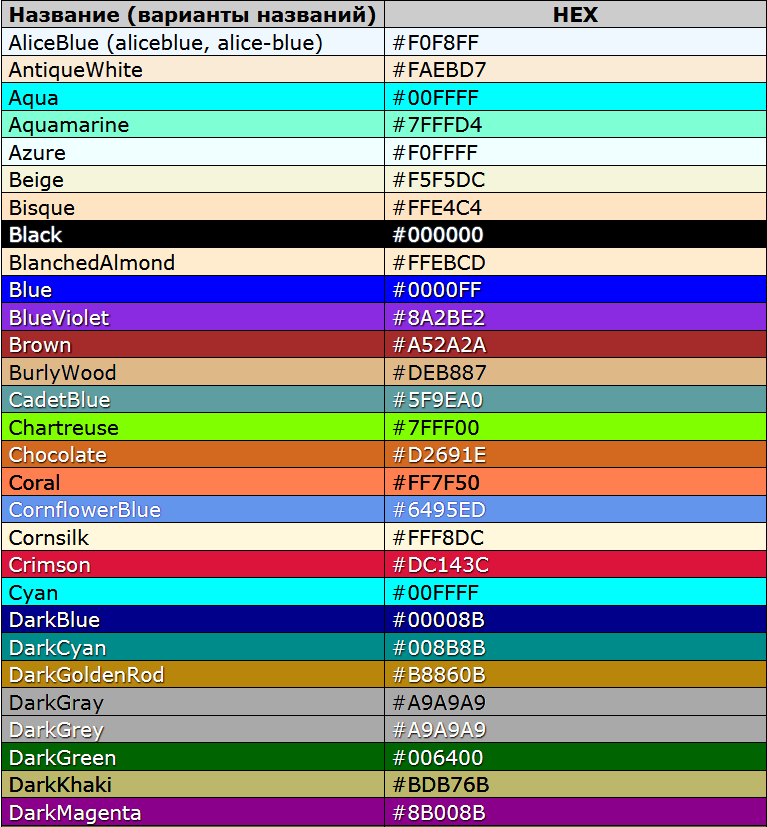 Название (варианты названий) HEX
AliceBlue (aliceblue, alice-blue) #F0F8FF
AntiqueWhite #FAEBD7
Aqua #00FFFF
Aquamarine #7FFFD4
Azure #F0FFFF
Beige #F5F5DC
Bisque #FFE4C4
Black #000000
BlanchedAlmond #FFEBCD
Blue #0000FF
BlueViolet #8A2BE2
Brown #A52A2A
BurlyWood #DEB887
CadetBlue #5F9EA0
Chartreuse #7FFF00
Chocolate #D2691E
Coral #FF7F50
CornflowerBlue #6495ED
Cornsilk #FFF8DC
Crimson #DC143C
Cyan #00FFFF
DarkBlue #00008B
DarkCyan #008B8B
DarkGoldenRod #B8860B
DarkGray #A9A9A9
DarkGrey #A9A9A9
DarkGreen #006400
DarkKhaki #BDB76B
DarkMagenta #8B008B